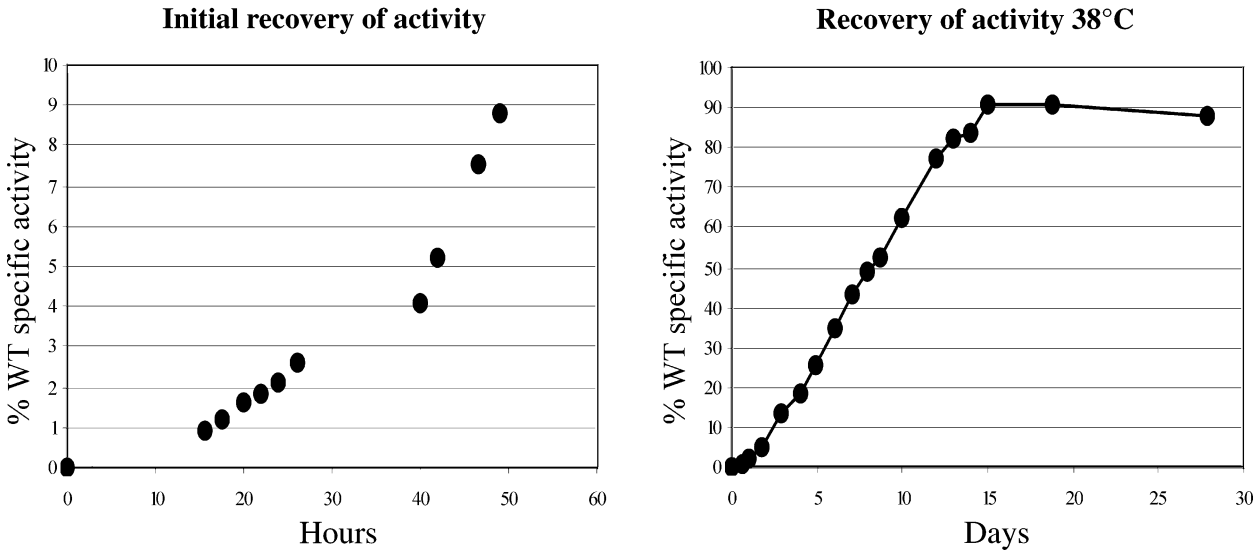 Initial recovery of activity
% WT specific activity
10
9
8
7
6
5
4
3
2
1
0
0 10 20 30 40 50 60
Hours
Recovery of activity 38°C
% WT specific activity
100
90
80
70
60
50
40
30
20
10
0
0 5 10 15 20 25 30
Days